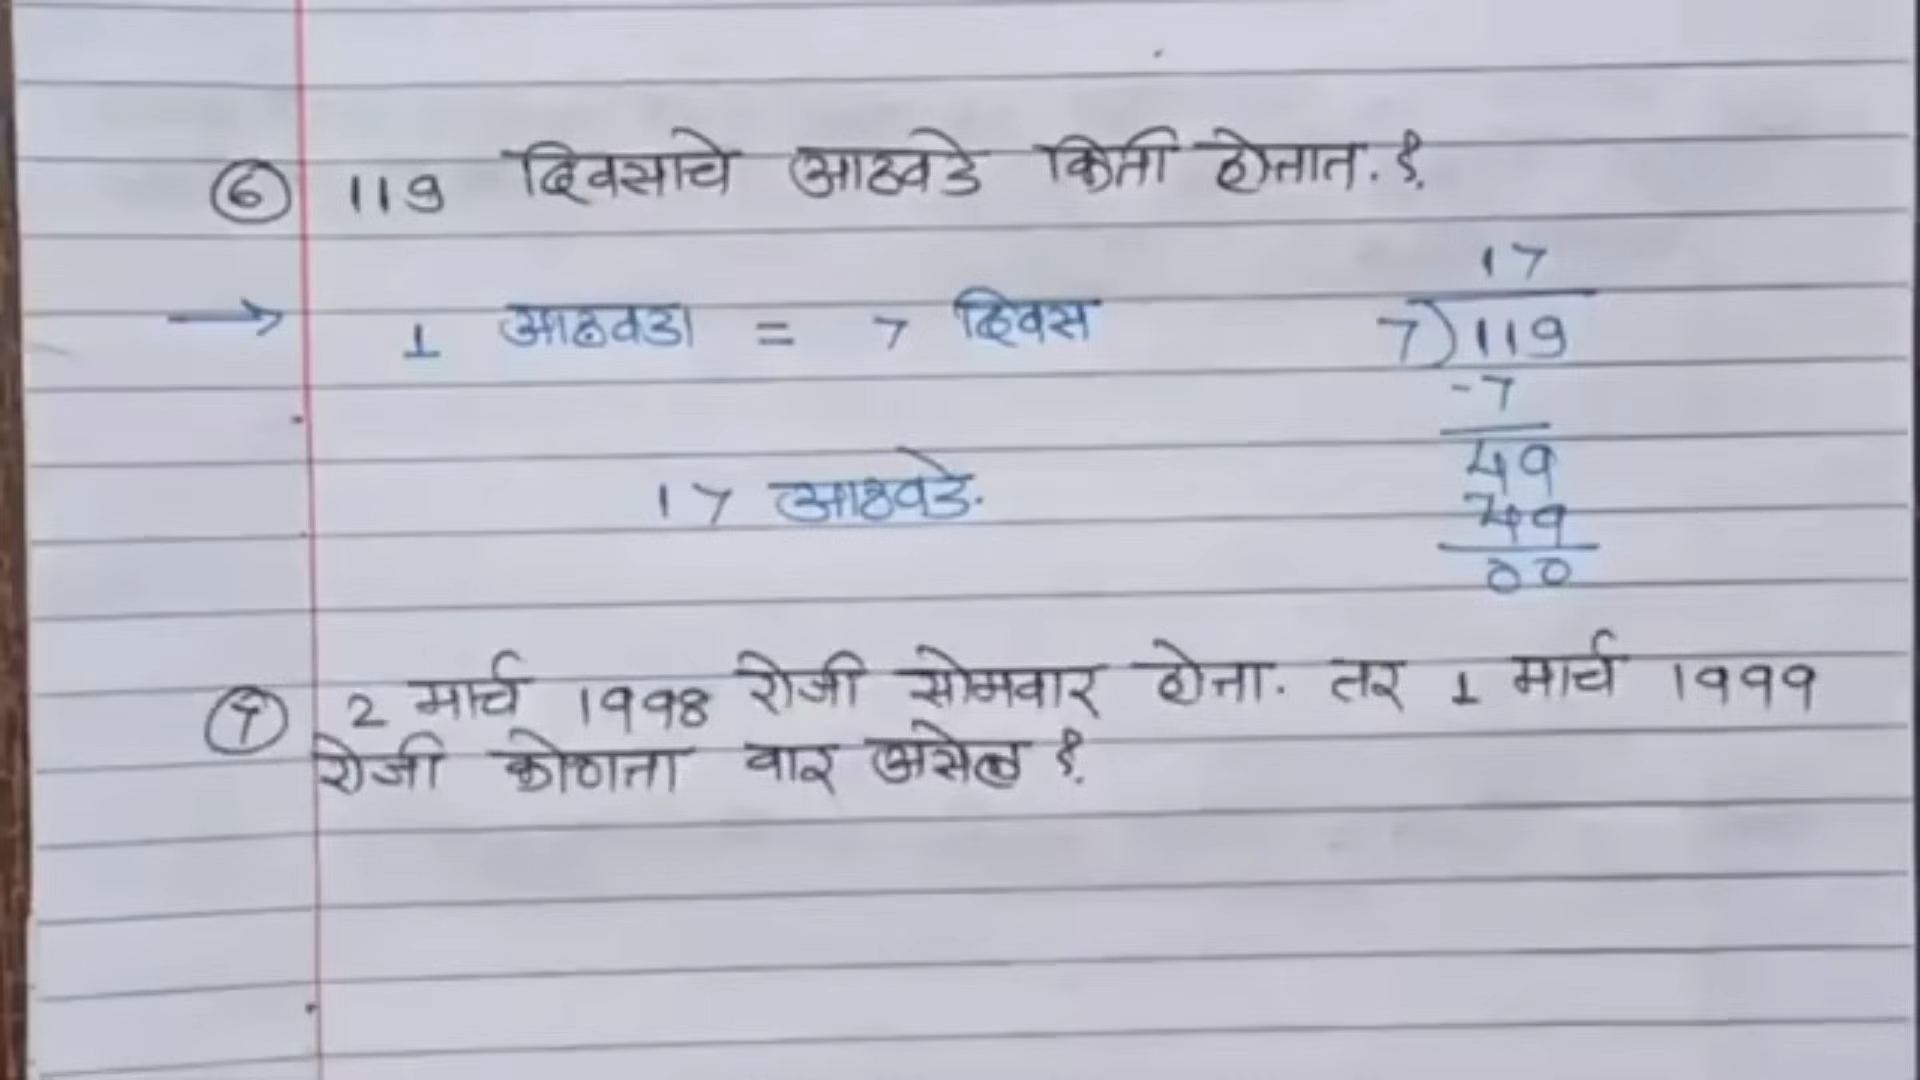 ⑥ 119 दिवसाचे आठवडे किती होतात.?
→ 1 आठवडा = 7 दिवस
17 आठवडे.
17
7)119
-7
49
-49
00
⑦ 2 मार्च 1998 रोजी सोमवार होता. तर 1 मार्च 1999
रोजी कोणता वार असेल ?